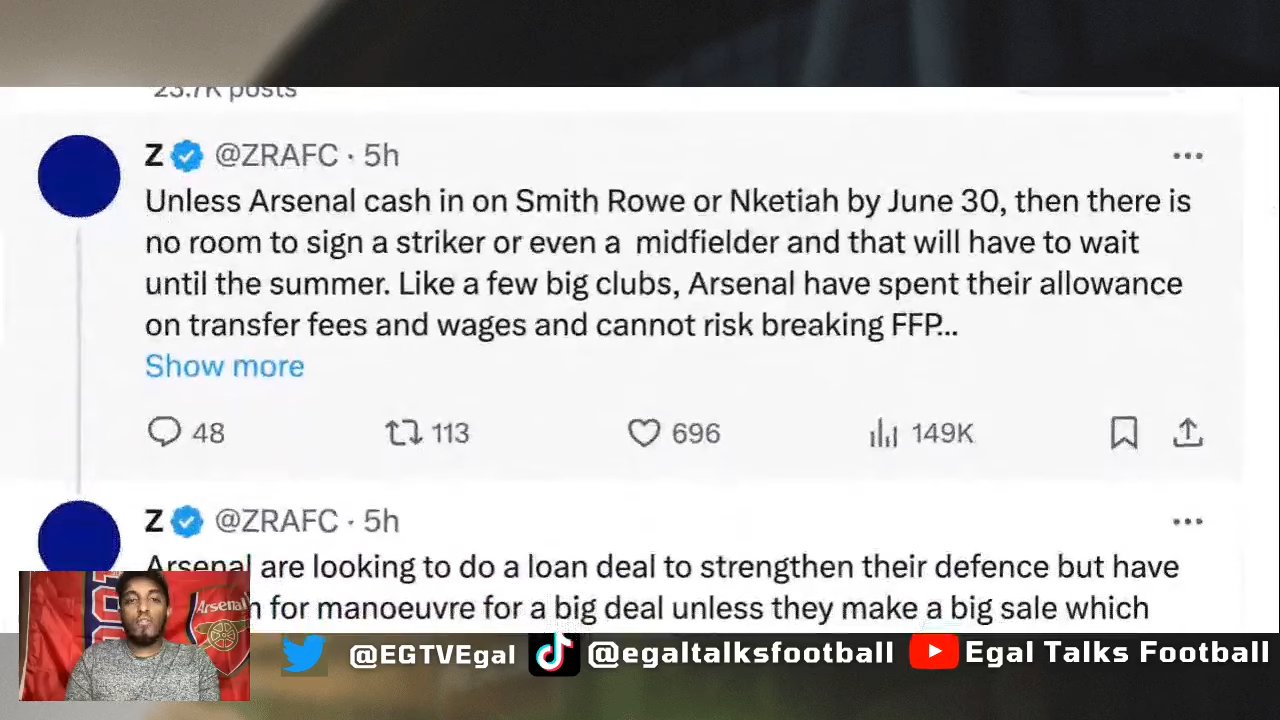 23.7K posts
Z @ZRAFC · 5h
Unless Arsenal cash in on Smith Rowe or Nketiah by June 30, then there is
no room to sign a striker or even a midfielder and that will have to wait
until the summer. Like a few big clubs, Arsenal have spent their allowance
on transfer fees and wages and cannot risk breaking FFP...
Show more
48 113 696 149K
Z @ZRAFC · 5h
Arsenal are looking to do a loan deal to strengthen their defence but have
for manoeuvre for a big deal unless they make a big sale which
Arsenal
@EGTVEgal @egaltalksfootball Egal Talks Football